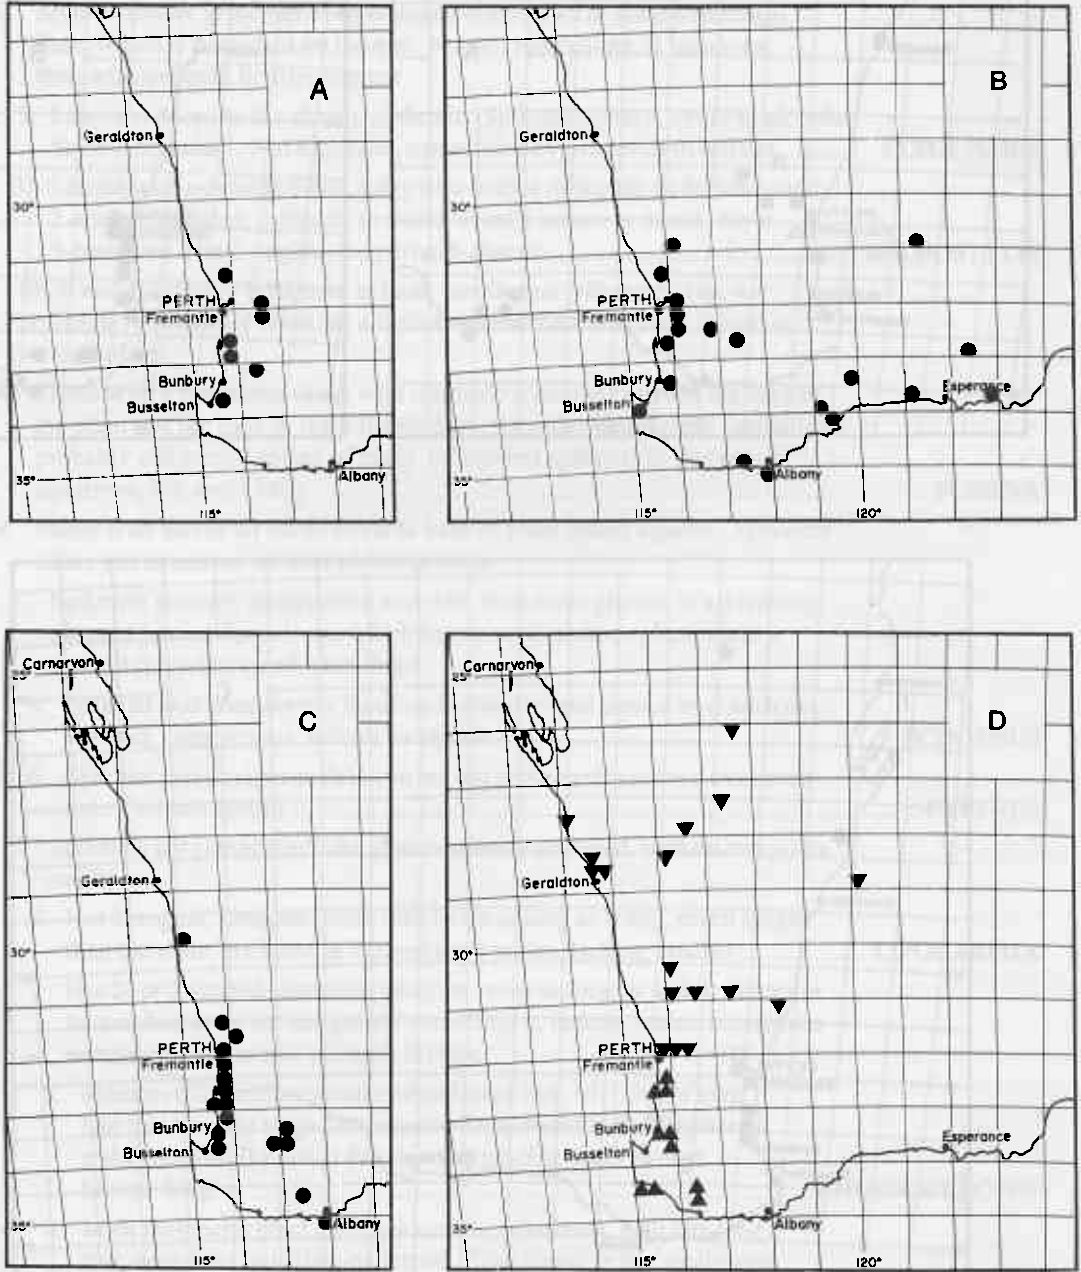 A
Geraldton
30°
PERTH
Fremantle
Bunbury
Busselton
Albany
35°
115°
B
Geraldton
30°
PERTH
Fremantle
Bunbury
Busselton
Esperance
35°
115°
120°
Carnarvon
25°
C
Geraldton
30°
PERTH
Fremantle
Bunbury
Busselton
Albany
35°
115°
Carnarvon
25°
D
Geraldton
30°
PERTH
Fremantle
Bunbury
Busselton
Esperance
Albany
35°
115°
120°